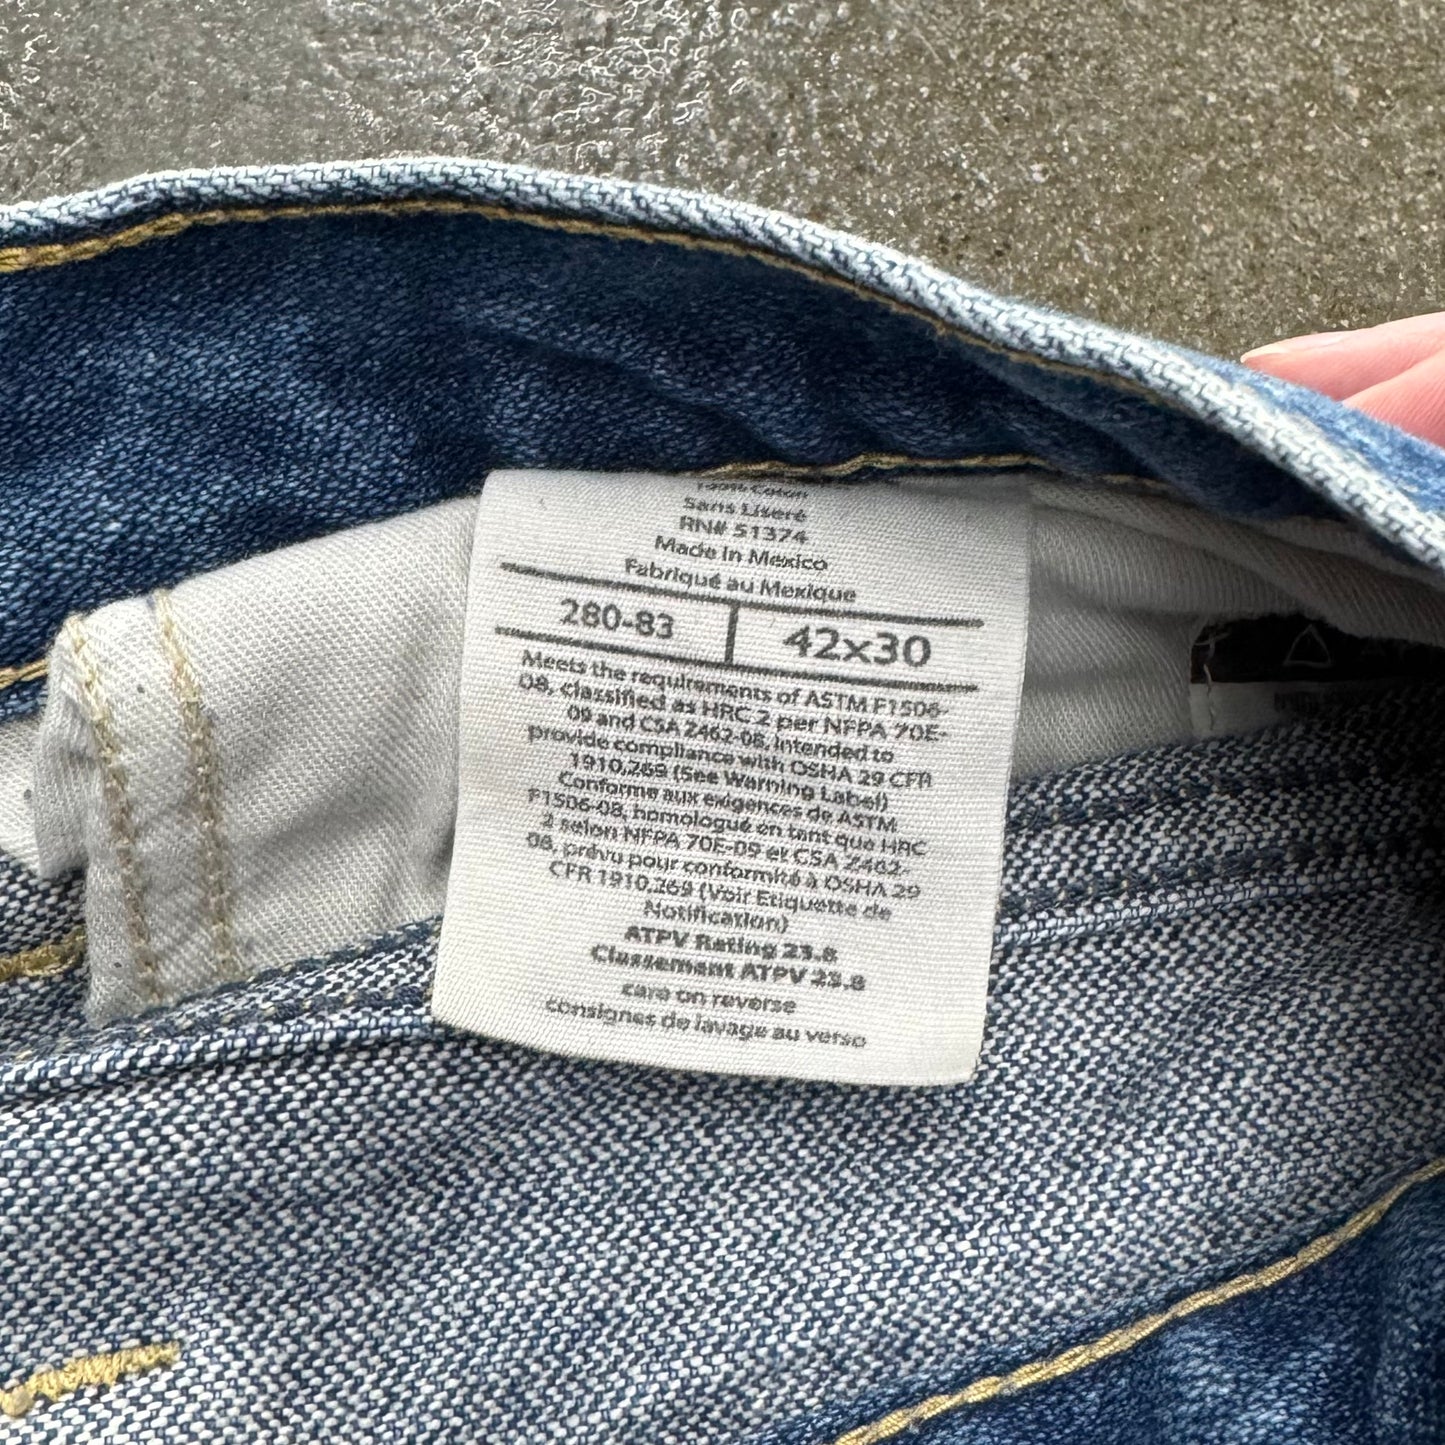 100% Coton
Sans Liseré
RN# 51374
Made In Mexico
Fabriqué au Mexique
280-83
42x30
Meets the requirements of ASTM F1506-
08, classified as HRC 2 per NFPA 70E-
09 and CSA Z462-08, Intended to
provide compliance with OSHA 29 CFR
1910.269 (See Warning Label)
Conforme aux exigences de ASTM
F1506-08, homologué en tant que HRC
2 selon NFPA 70E-09 et CSA Z462-
08, prévu pour conformité à OSHA 29
CFR 1910.269 (Voir Etiquette de
Notification)
ATPV Rating 23.8
Classement ATPV 23.8
care on reverse
consignes de lavage au verso